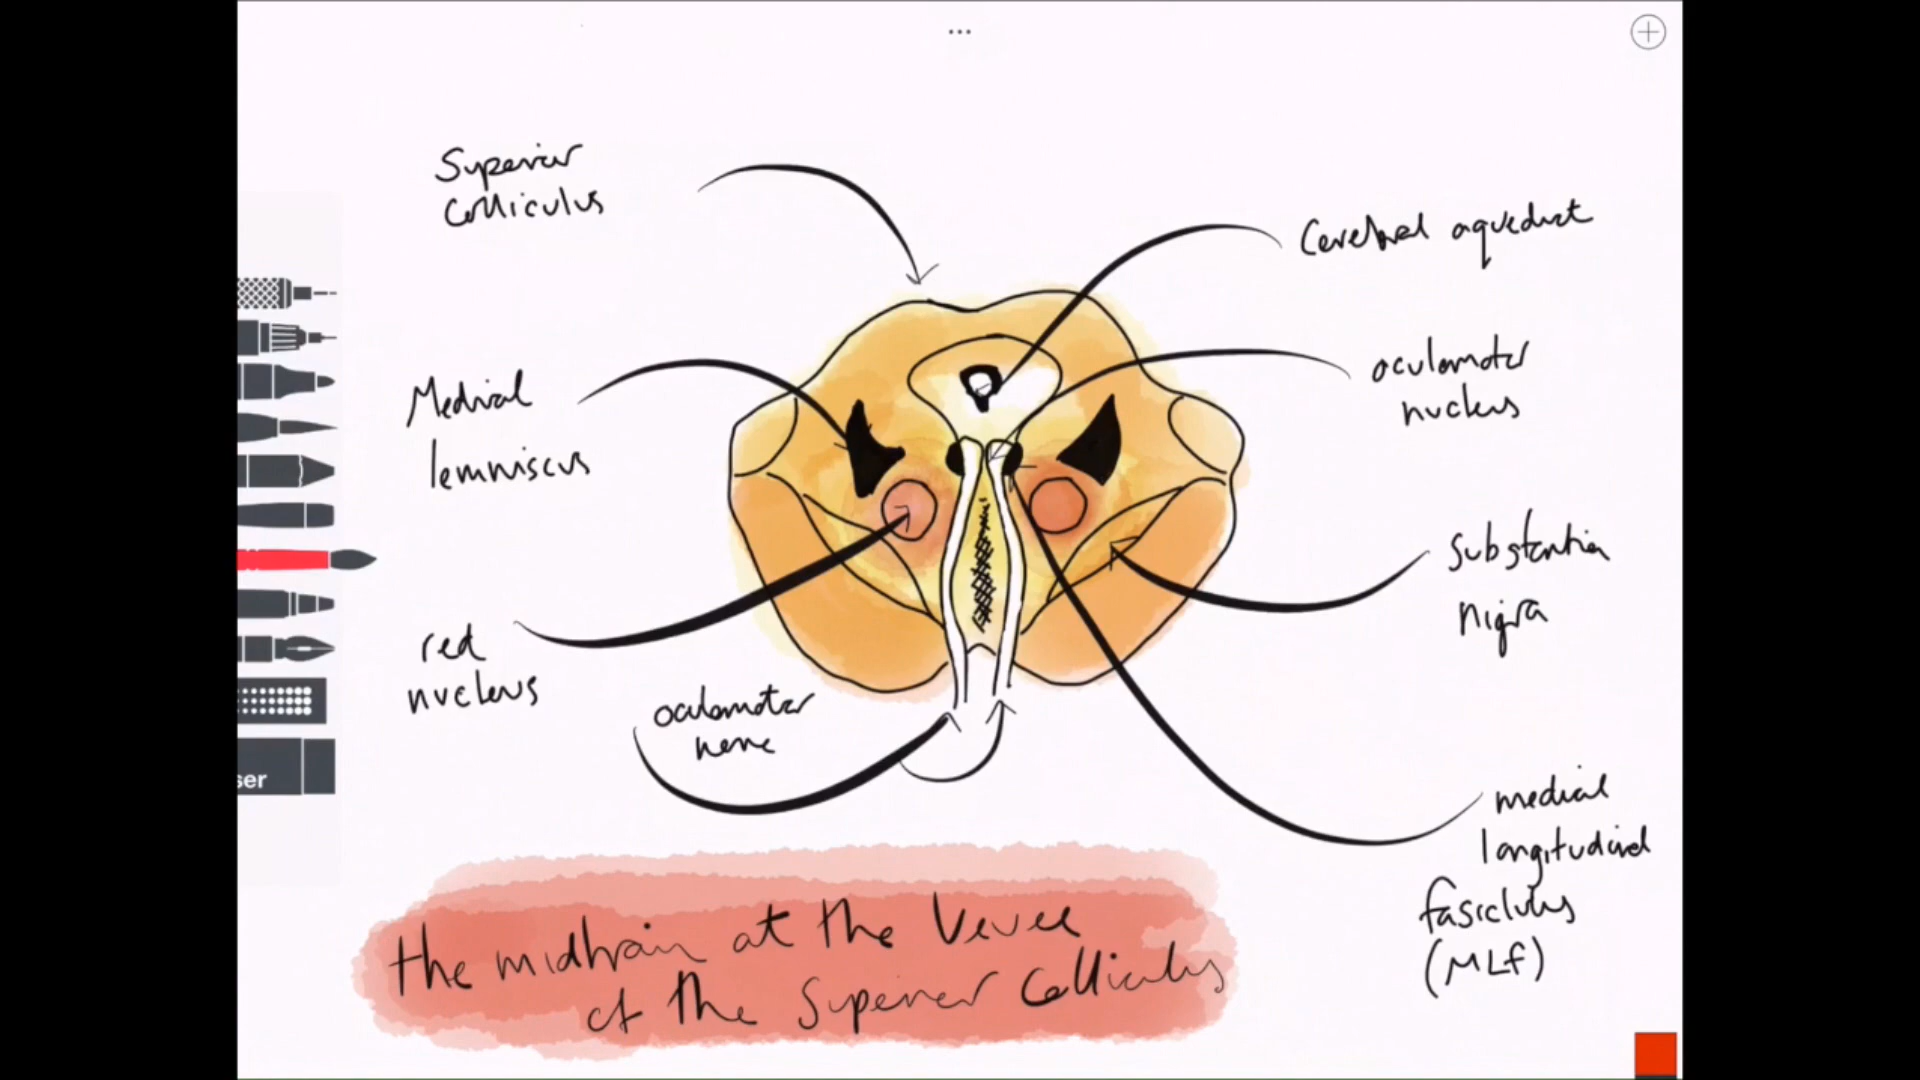 ...
Superior
Colliculus
Cerebral aqueduct
oculomotor
nucleus
Medial
lemniscus
Substantia
nigra
red
nucleus
oculomotor
nerve
medial
longitudinal
fasiclulus
(MLf)
ser
the midbrain at the level
of the Superior Colliculus